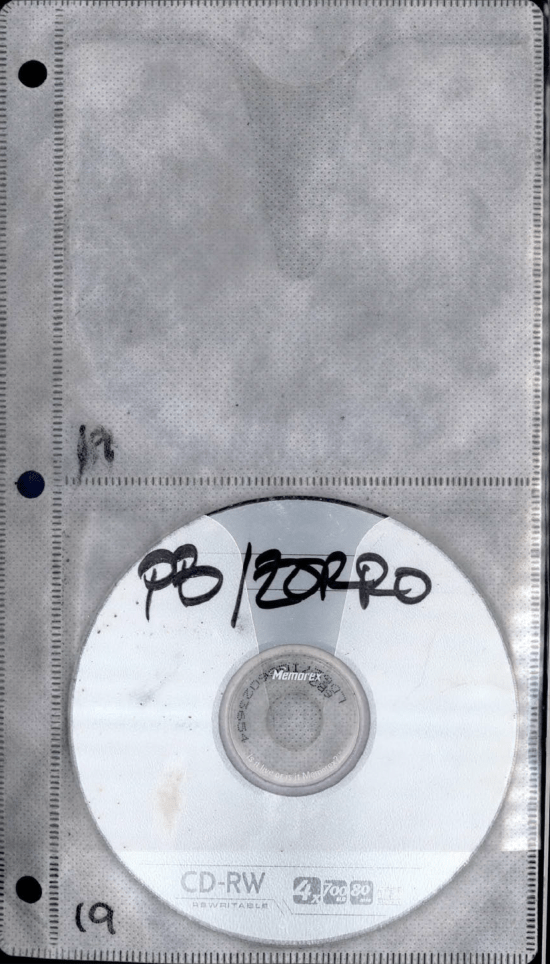 19
PB/ZORRO
Memorex
CD-RW
REWRITABLE
4x 700 80
19